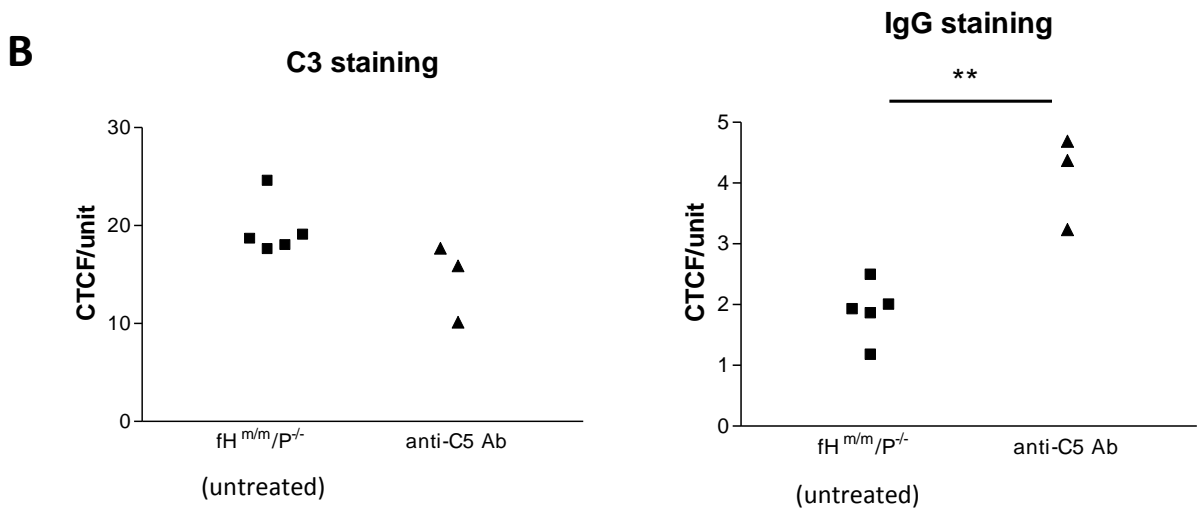 B
C3 staining
CTCF/unit
30
20
10
0
fH m/m/P-/-
anti-C5 Ab
(untreated)
IgG staining
**
CTCF/unit
5
4
3
2
1
0
fH m/m/P-/-
anti-C5 Ab
(untreated)